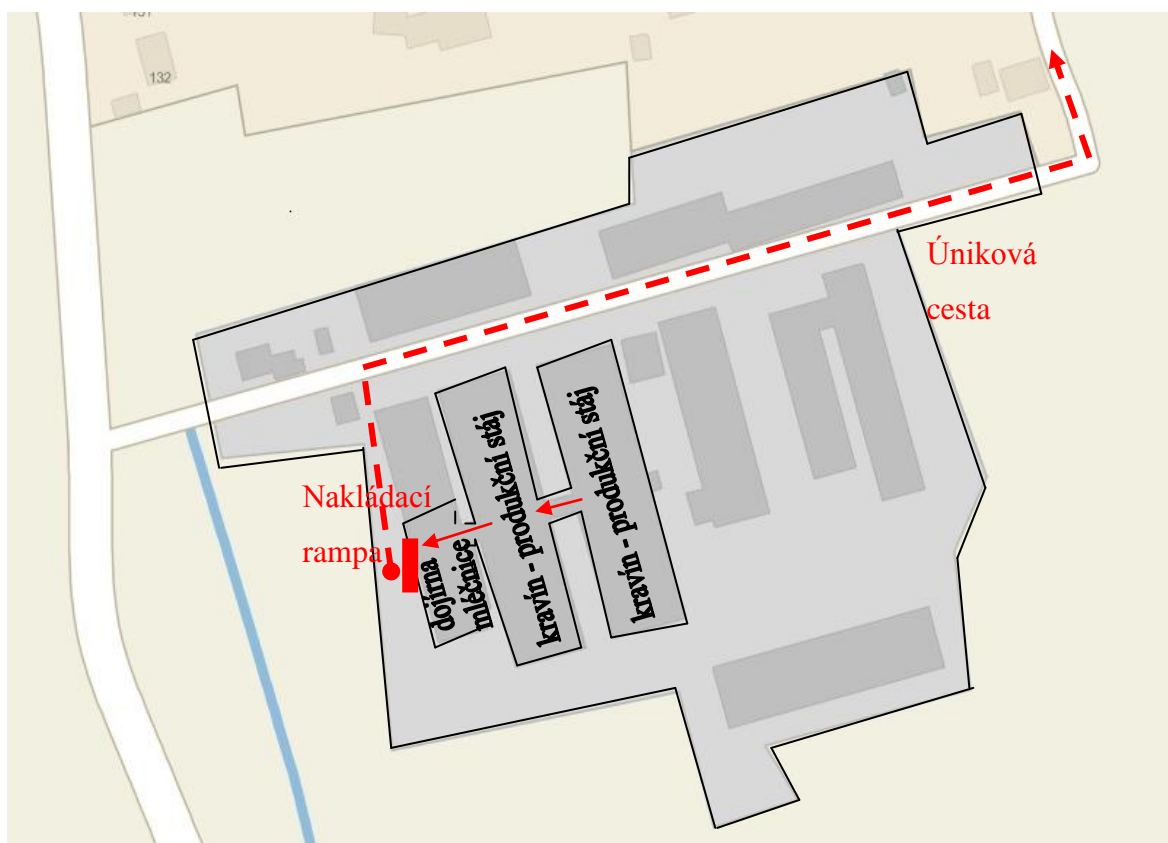 132
Úniková
cesta
Nakládací
rampa
dojírna
mléčnice
kravín - produkční stáj
kravín - produkční stáj